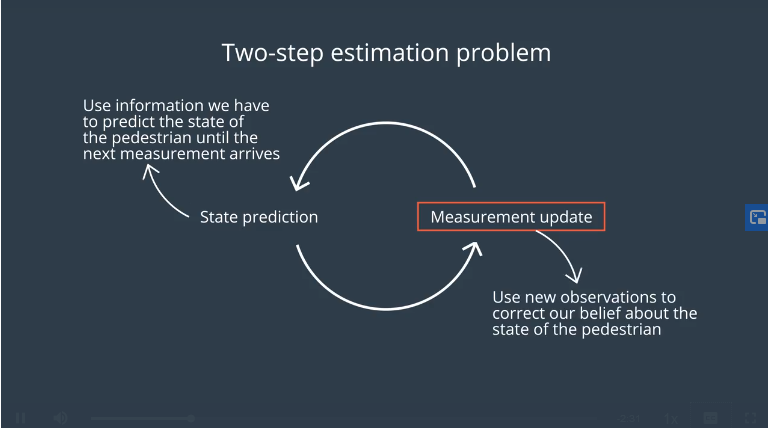 Two-step estimation problem
Use information we have
to predict the state of
the pedestrian until the
next measurement arrives
State prediction
Measurement update
Use new observations to
correct our belief about the
state of the pedestrian